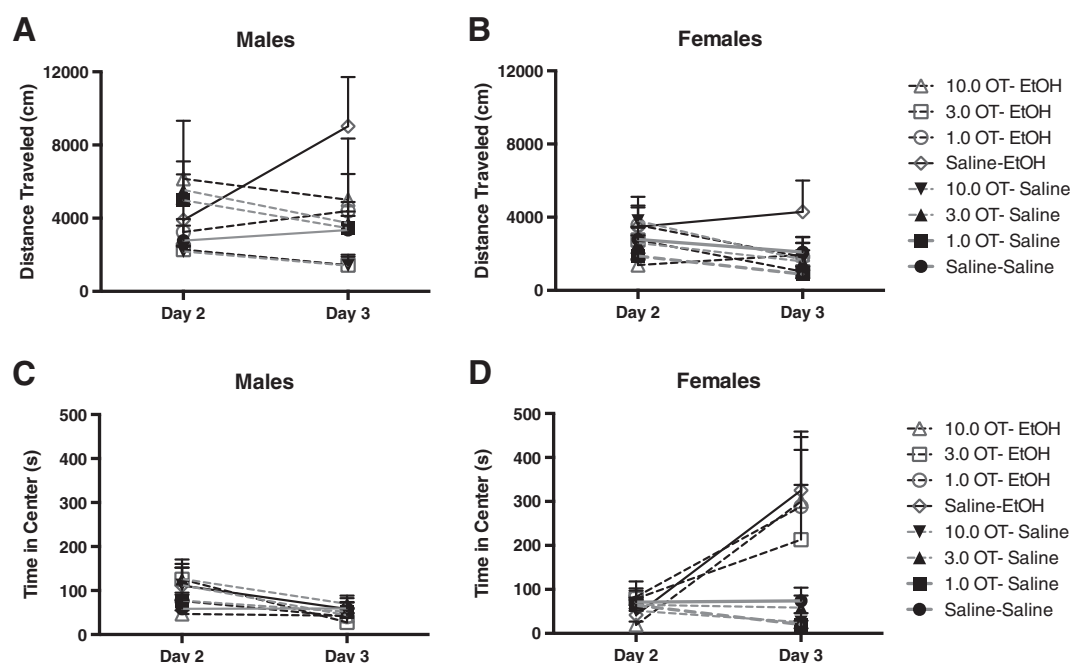 A
Males
Distance Traveled (cm)
12000
8000
4000
0
Day 2
Day 3
B
Females
Distance Traveled (cm)
12000
8000
4000
0
Day 2
Day 3
10.0 OT- EtOH
3.0 OT- EtOH
1.0 OT- EtOH
Saline-EtOH
10.0 OT- Saline
3.0 OT- Saline
1.0 OT- Saline
Saline-Saline
C
Males
Time in Center (s)
500
400
300
200
100
0
Day 2
Day 3
D
Females
Time in Center (s)
500
400
300
200
100
0
Day 2
Day 3
10.0 OT- EtOH
3.0 OT- EtOH
1.0 OT- EtOH
Saline-EtOH
10.0 OT- Saline
3.0 OT- Saline
1.0 OT- Saline
Saline-Saline